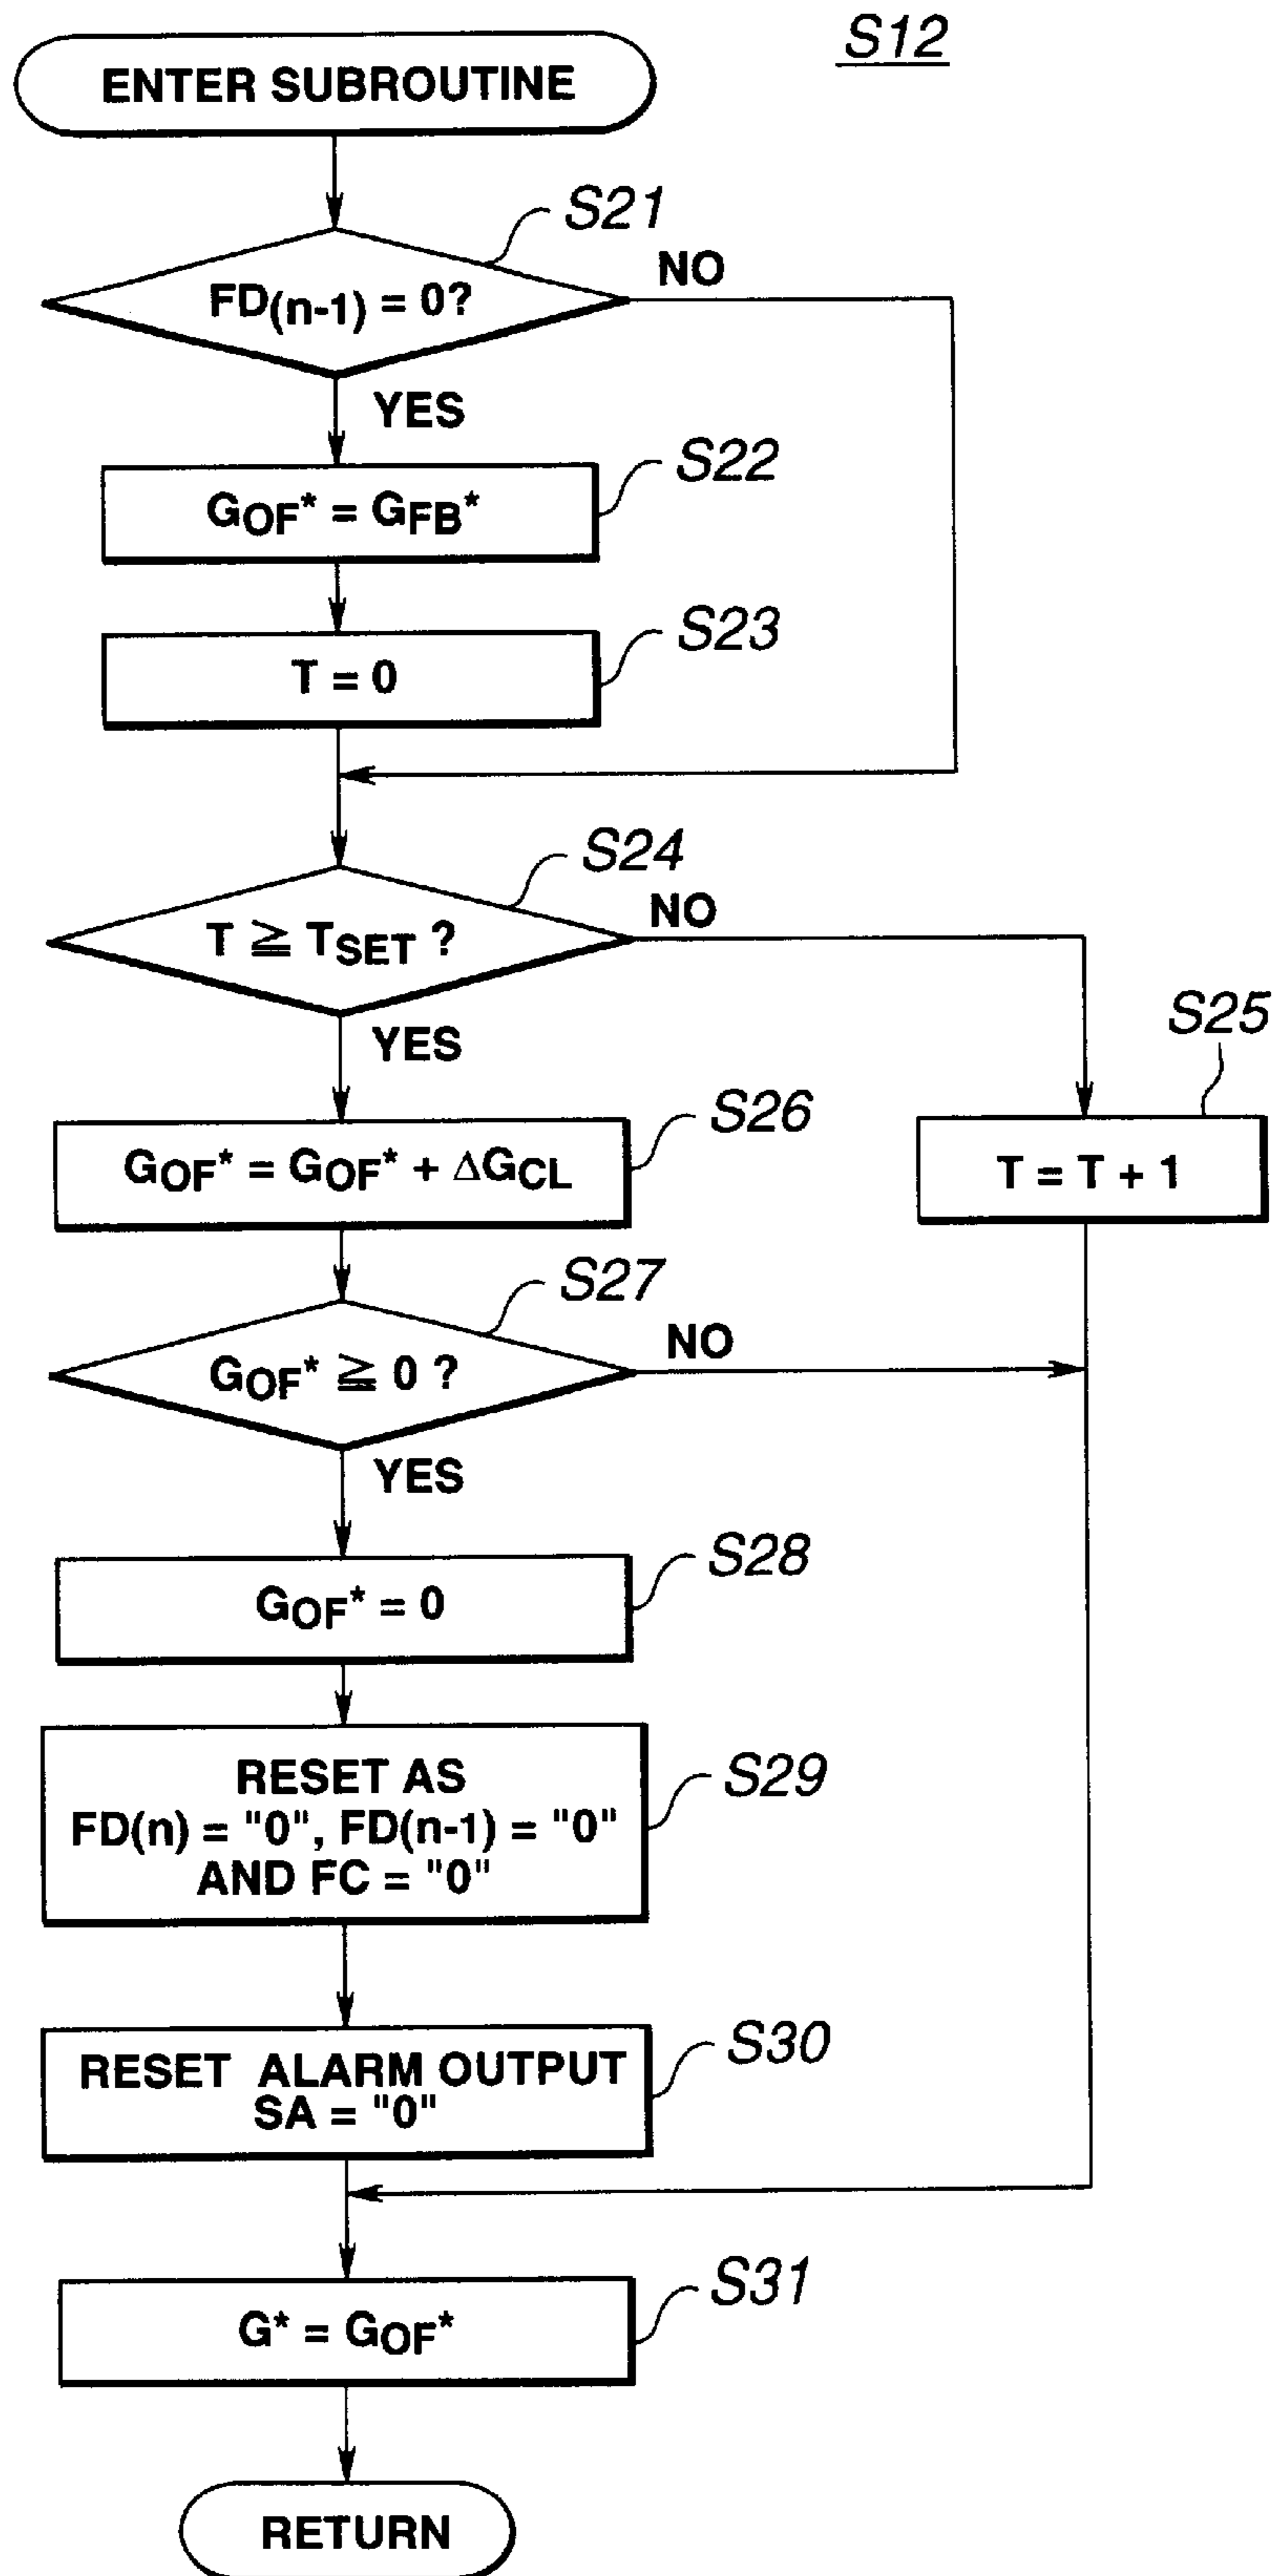 S12
ENTER SUBROUTINE
S21
FD(n-1) = 0?
NO
YES
S22
GOF* = GFB*
S23
T = 0
S24
T ≧ TSET ?
NO
YES
S25
T = T + 1
S26
GOF* = GOF* + ΔGCL
S27
GOF* ≧ 0 ?
NO
YES
S28
GOF* = 0
S29
RESET AS
FD(n) = "0", FD(n-1) = "0"
AND FC = "0"
S30
RESET ALARM OUTPUT
SA = "0"
S31
G* = GOF*
RETURN